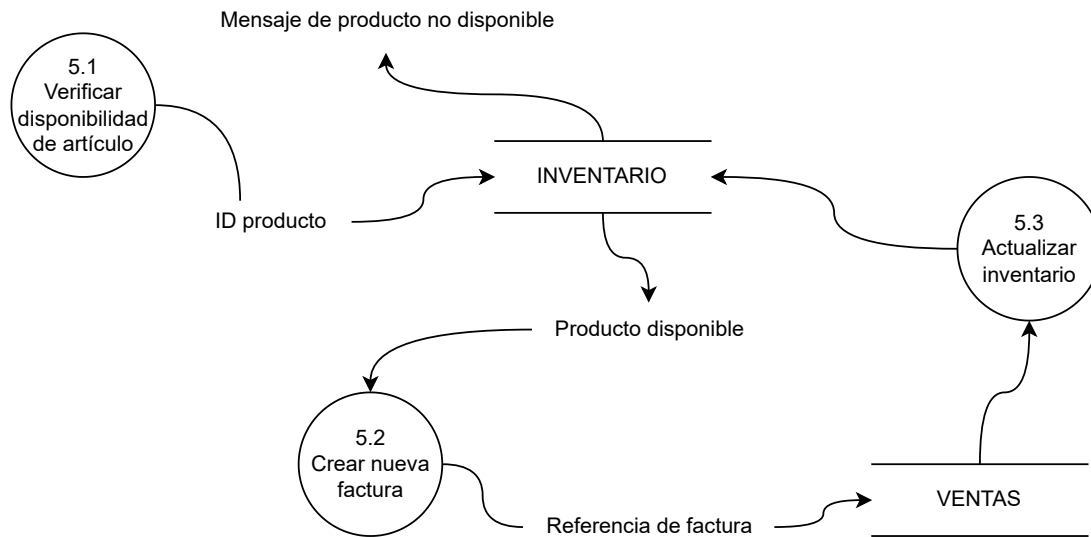 Mensaje de producto no disponible
5.1
Verificar
disponibilidad
de artículo
INVENTARIO
ID producto
5.3
Actualizar
inventario
Producto disponible
5.2
Crear nueva
factura
VENTAS
Referencia de factura